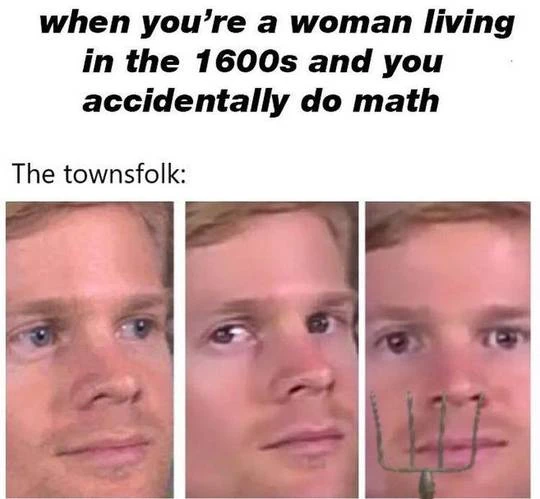 when you’re a woman living
in the 1600s and you
accidentally do math
The townsfolk: